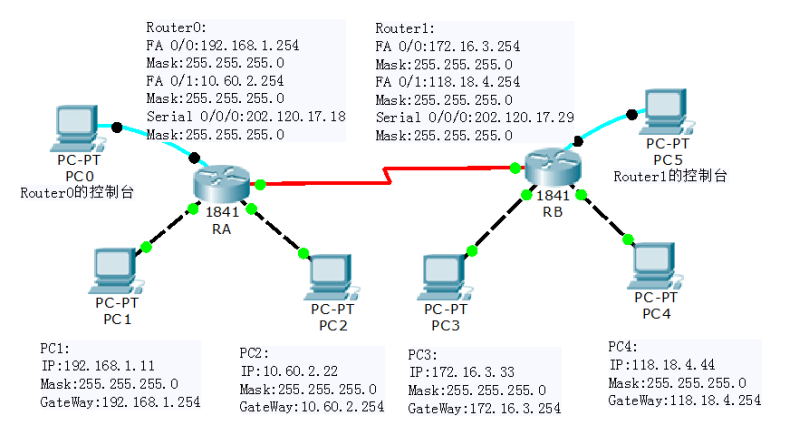 Router0:
FA 0/0:192.168.1.254
Mask:255.255.255.0
FA 0/1:10.60.2.254
Mask:255.255.255.0
Serial 0/0/0:202.120.17.18
Mask:255.255.255.0
Router1:
FA 0/0:172.16.3.254
Mask:255.255.255.0
FA 0/1:118.18.4.254
Mask:255.255.255.0
Serial 0/0/0:202.120.17.29
Mask:255.255.255.0
PC-PT
PC0
Router0的控制台
1841
RA
1841
RB
PC-PT
PC5
Router1的控制台
PC-PT
PC1
PC-PT
PC2
PC-PT
PC3
PC-PT
PC4
PC1:
IP:192.168.1.11
Mask:255.255.255.0
GateWay:192.168.1.254
PC2:
IP:10.60.2.22
Mask:255.255.255.0
GateWay:10.60.2.254
PC3:
IP:172.16.3.33
Mask:255.255.255.0
GateWay:172.16.3.254
PC4:
IP:118.18.4.44
Mask:255.255.255.0
GateWay:118.18.4.254